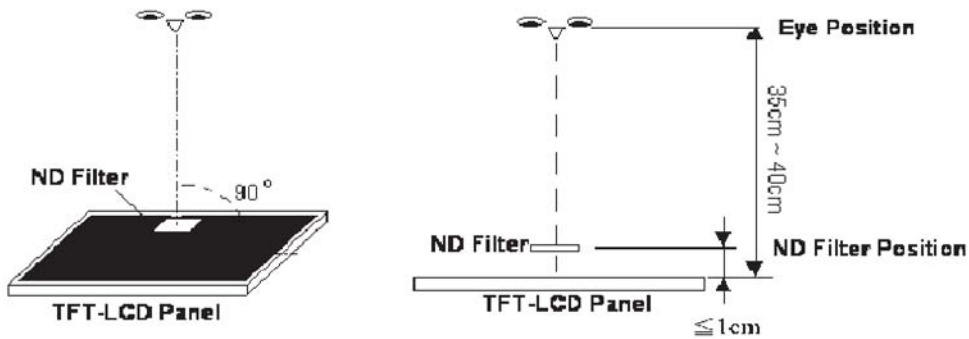 ND Filter
90°
TFT-LCD Panel
Eye Position
35cm ~ 40cm
ND Filter
ND Filter Position
TFT-LCD Panel
≦1cm